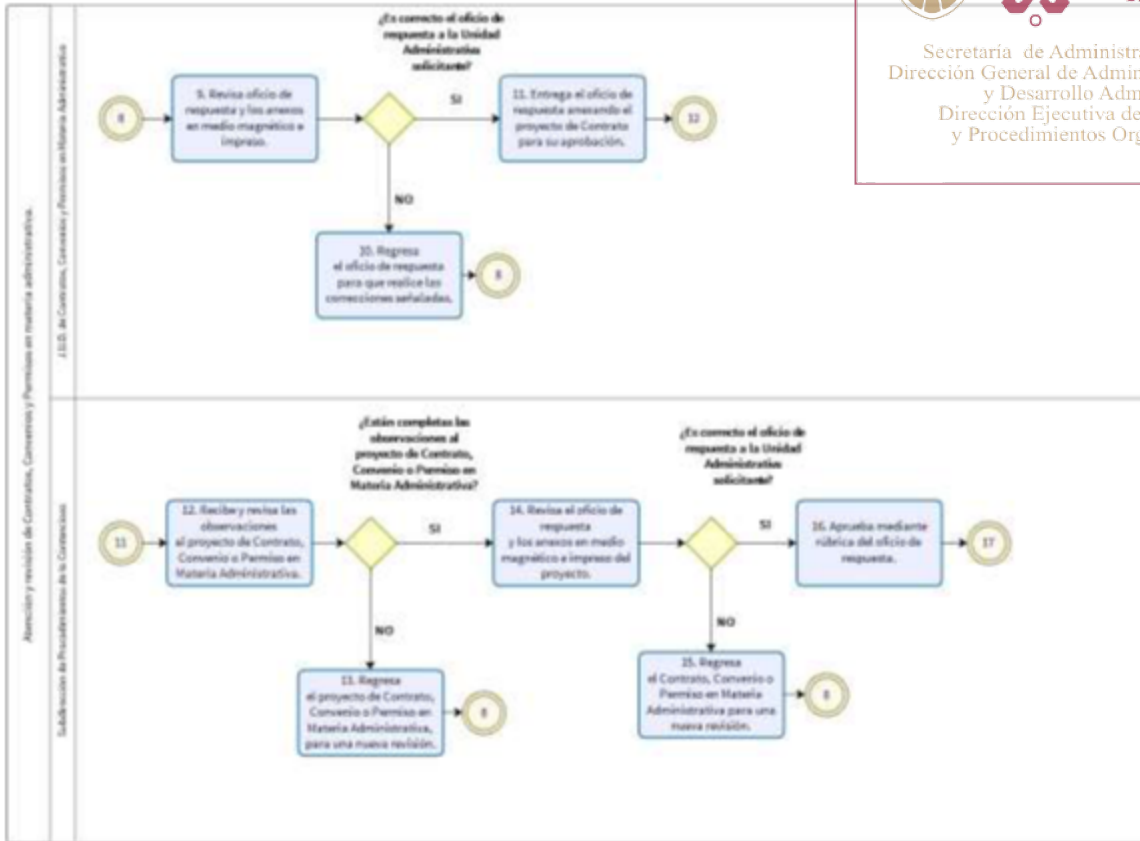 Atención y revisión de Contratos, Convenios y Permisos en materia administrativa.
J.U.D. de Contratos, Convenios y Permisos en Materia Administrativa
¿Es correcto el oficio de
respuesta a la Unidad
Administrativa
solicitante?
8
9. Revisa oficio de
respuesta y los anexos
en medio magnético e
impreso.
SI
11. Entrega el oficio de
respuesta anexando el
proyecto de Contrato
para su aprobación.
12
NO
10. Regresa
el oficio de respuesta
para que realice las
correcciones señaladas.
8
Secretaría de Administra
Dirección General de Admin
y Desarrollo Adm
Dirección Ejecutiva de
y Procedimientos Org
Subdirección de Procedimientos de lo Contencioso
¿Están completas las
observaciones al
proyecto de Contrato,
Convenio o Permiso en
Materia Administrativa?
¿Es correcto el oficio de
respuesta a la Unidad
Administrativa
solicitante?
11
12. Recibe y revisa las
observaciones
al proyecto de Contrato,
Convenio o Permiso en
Materia Administrativa.
SI
14. Revisa el oficio de
respuesta
y los anexos en medio
magnético e impreso del
proyecto.
SI
16. Aprueba mediante
rúbrica del oficio de
respuesta.
17
NO
13. Regresa
el proyecto de Contrato,
Convenio o Permiso en
Materia Administrativa,
para una nueva revisión.
8
NO
15. Regresa
el Contrato, Convenio o
Permiso en Materia
Administrativa para una
nueva revisión.
8